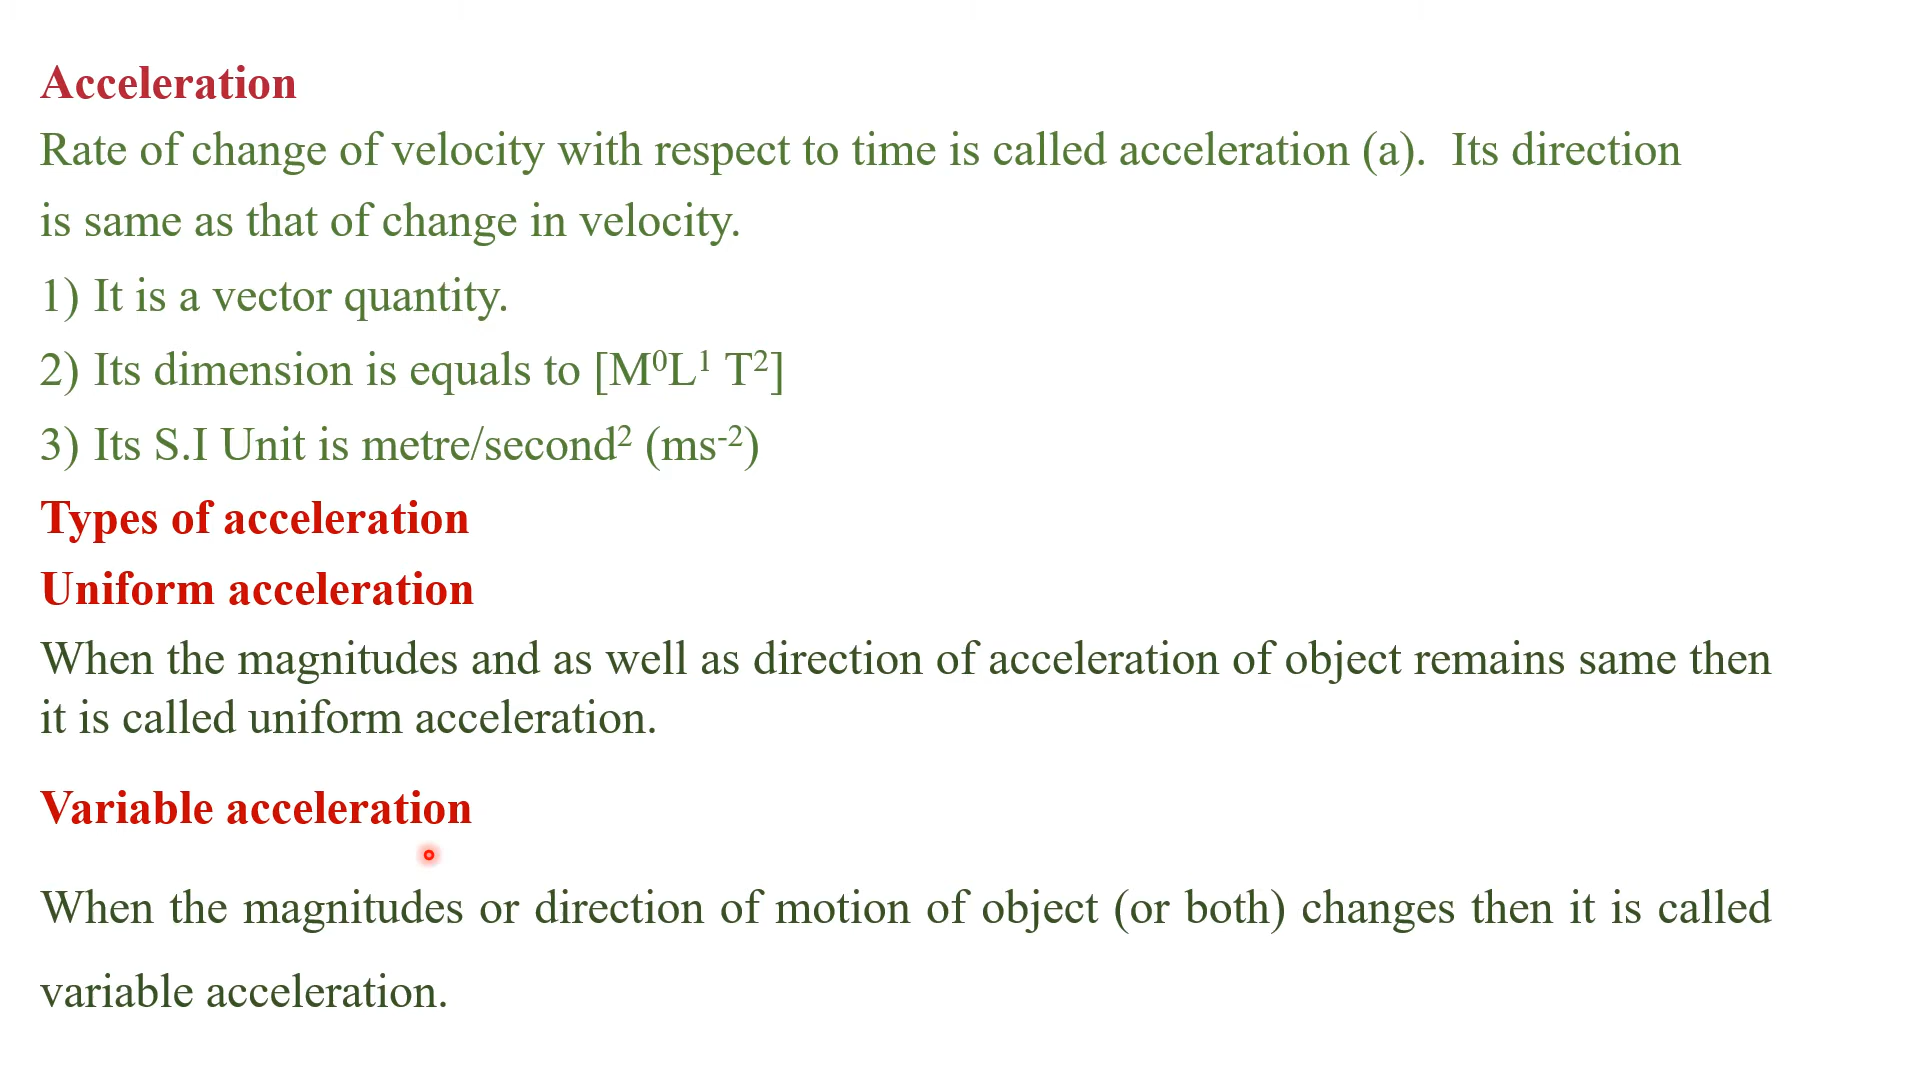 Acceleration
Rate of change of velocity with respect to time is called acceleration (a).  Its direction
is same as that of change in velocity.
1) It is a vector quantity.
2) Its dimension is equals to [M⁰L¹ T²]
3) Its S.I Unit is metre/second² (ms⁻²)
Types of acceleration
Uniform acceleration
When the magnitudes and as well as direction of acceleration of object remains same then
it is called uniform acceleration.
Variable acceleration
When the magnitudes or direction of motion of object (or both) changes then it is called
variable acceleration.